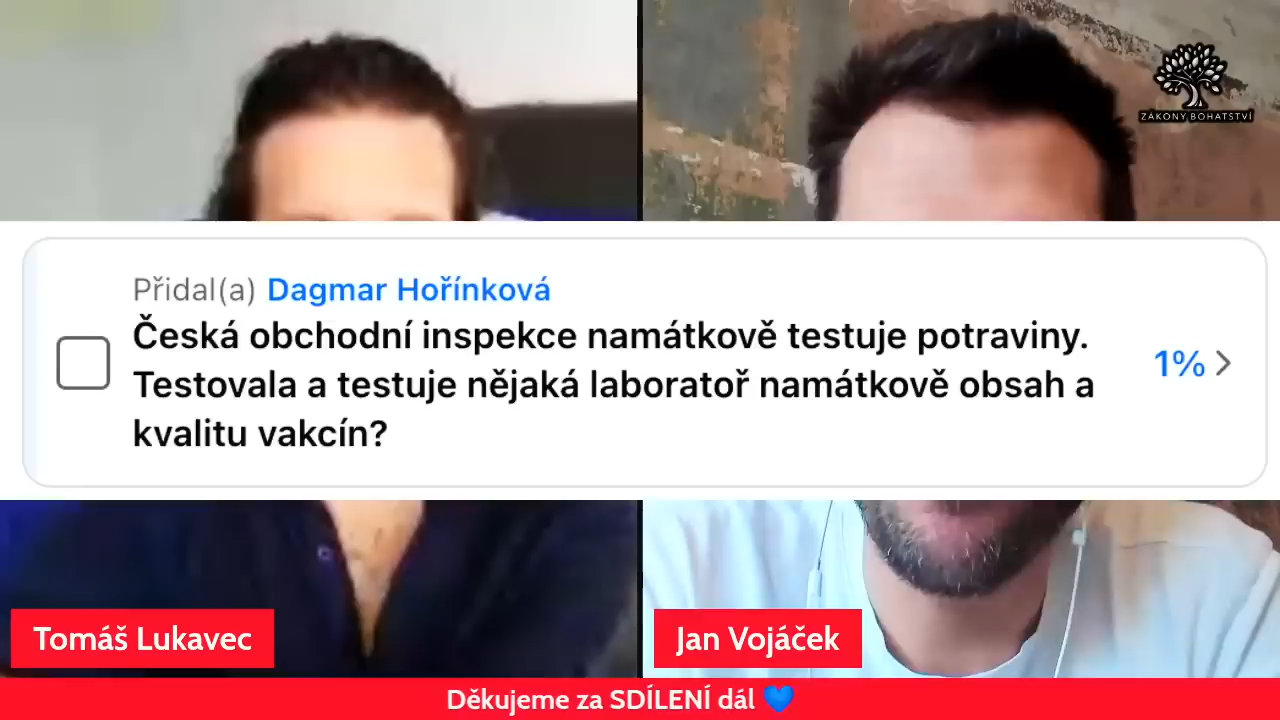 ZÁKONY BOHATSTVÍ
Přidal(a) Dagmar Hořínková
Česká obchodní inspekce namátkově testuje potraviny.
Testovala a testuje nějaká laboratoř namátkově obsah a
kvalitu vakcín?
1%
Tomáš Lukavec
Jan Vojáček
Děkujeme za SDÍLENÍ dál 💙